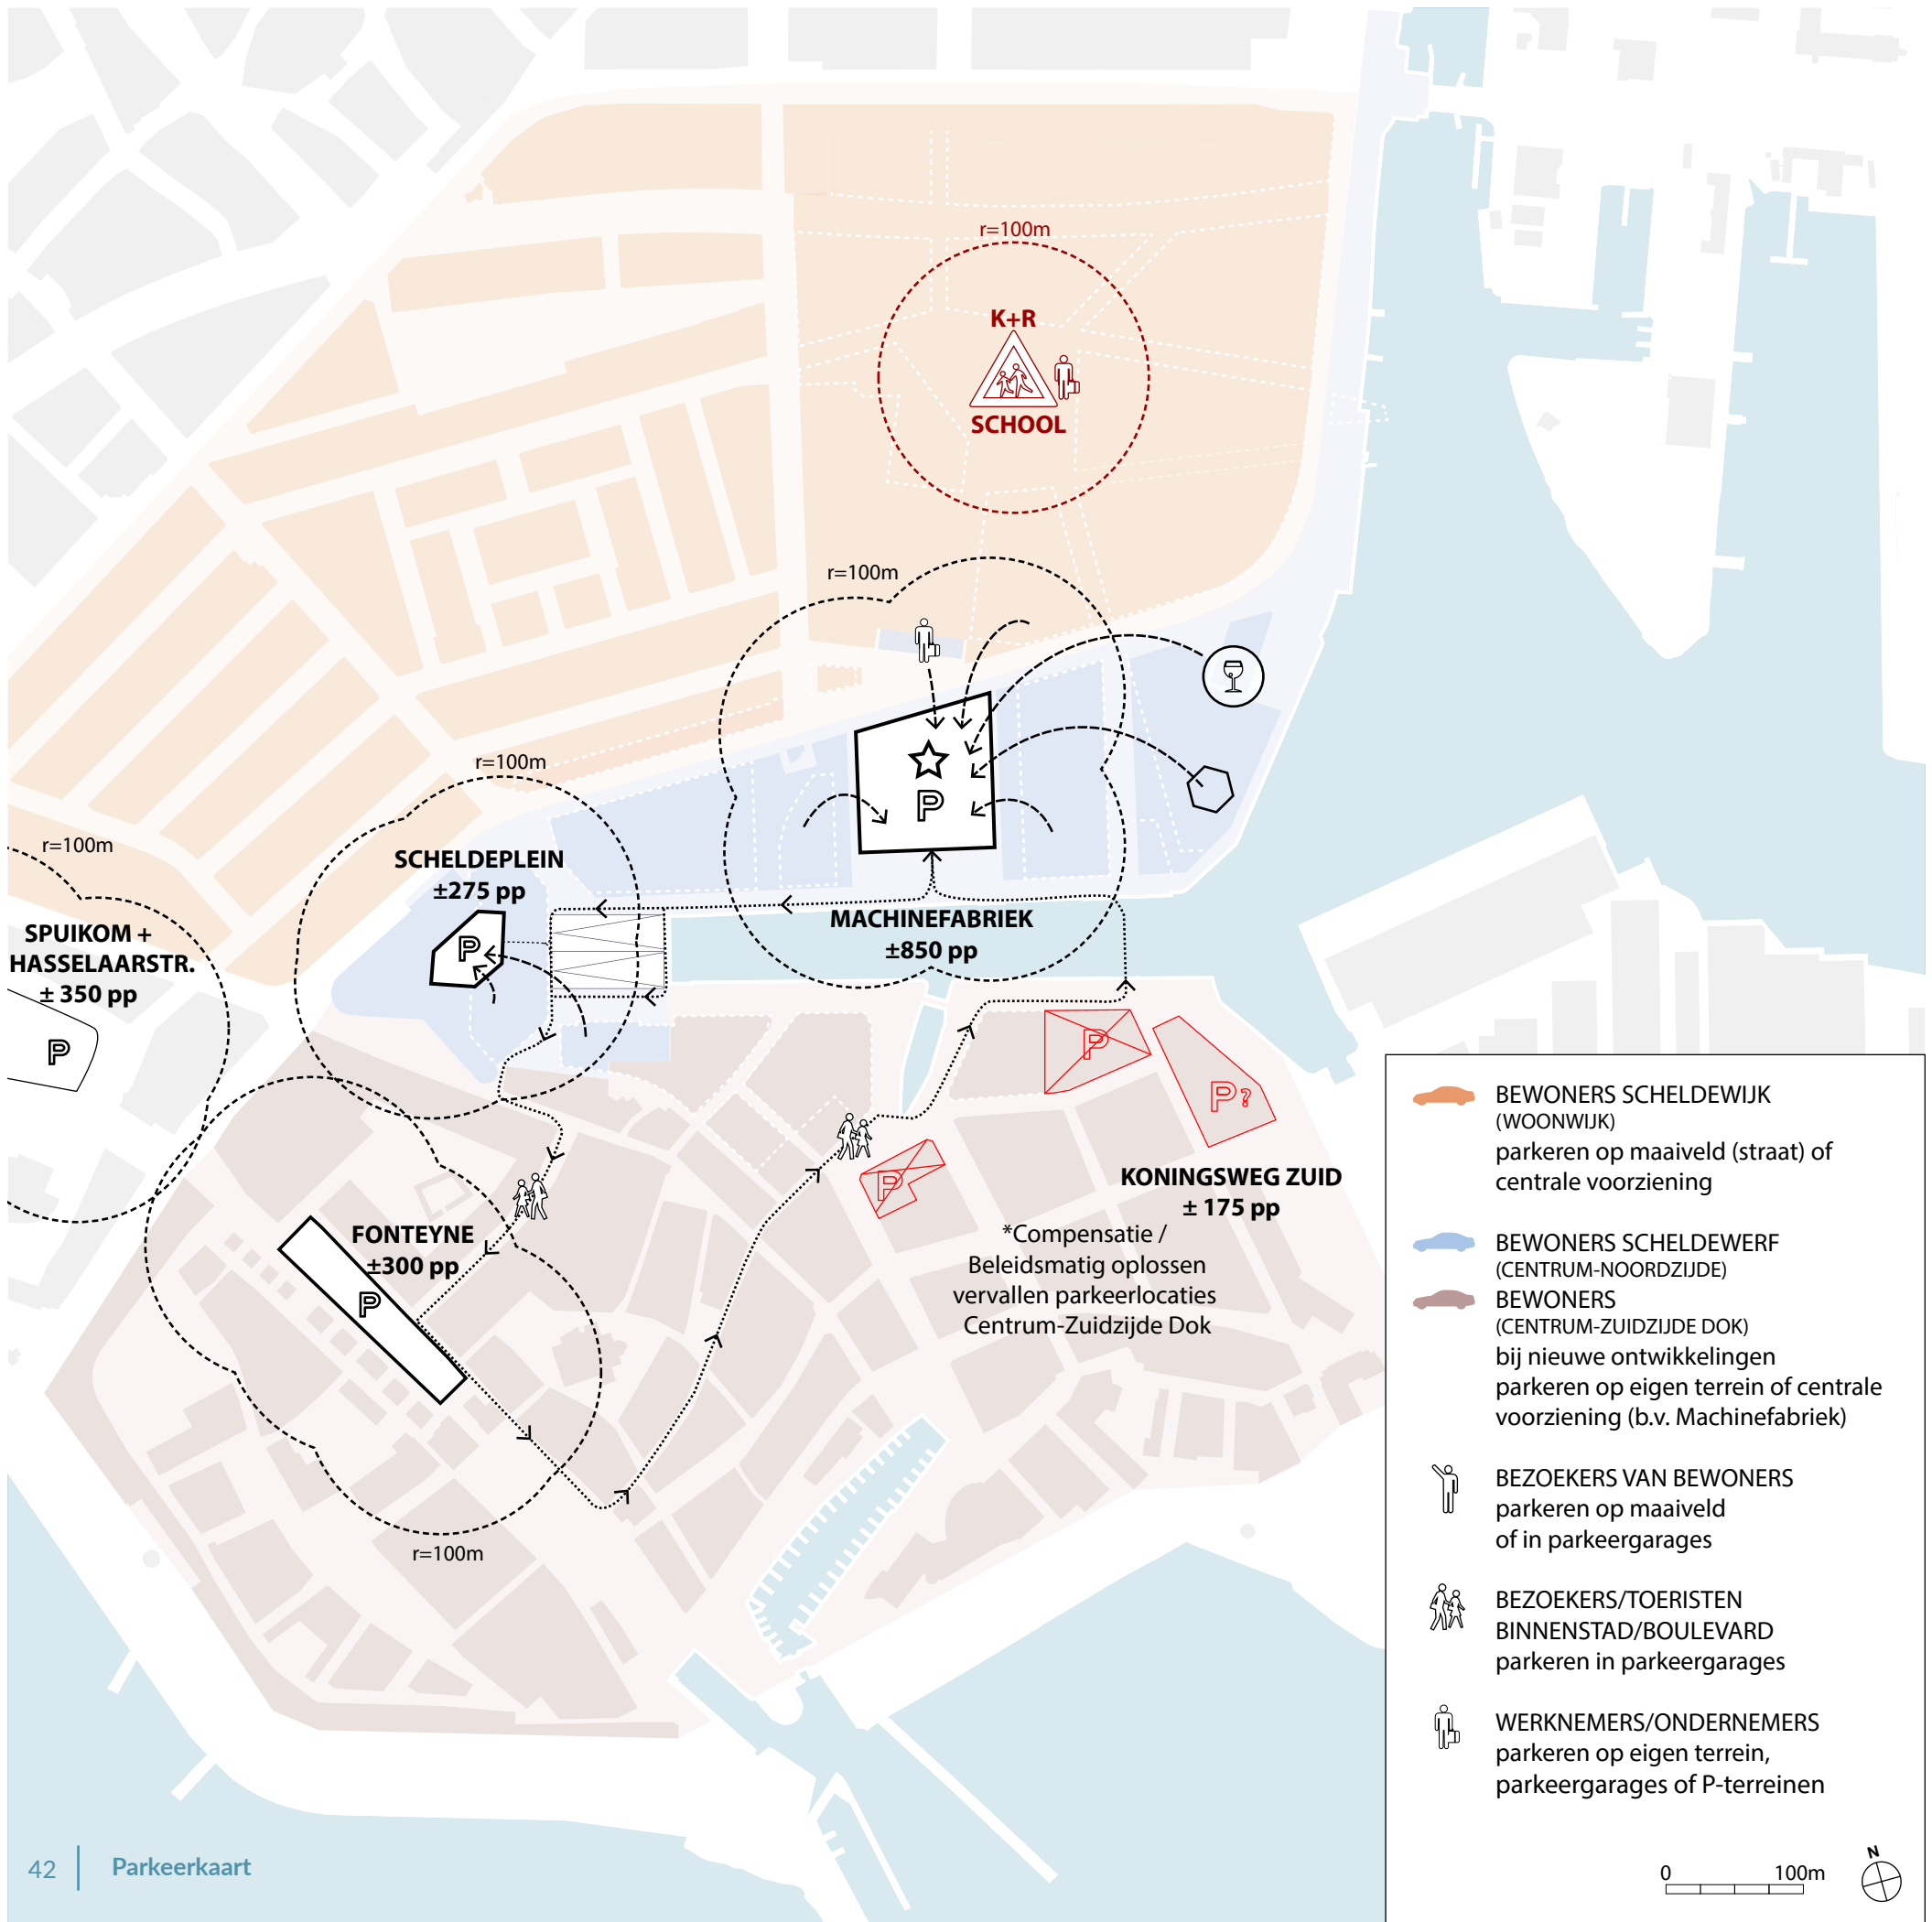 r=100m
K+R
SCHOOL
r=100m
r=100m
r=100m
P
SCHELDEPLEIN
±275 pp
P
SPUIKOM +
HASSELAARSTR.
± 350 pp
P
MACHINEFABRIEK
±850 pp
P
P?
P
KONINGSWEG ZUID
± 175 pp
*Compensatie /
Beleidsmatig oplossen
vervallen parkeerlocaties
Centrum-Zuidzijde Dok
FONTEYNE
±300 pp
P
r=100m
BEWONERS SCHELDEWIJK
(WOONWIJK)
parkeren op maaiveld (straat) of
centrale voorziening
BEWONERS SCHELDEWERF
(CENTRUM-NOORDZIJDE)
BEWONERS
(CENTRUM-ZUIDZIJDE DOK)
bij nieuwe ontwikkelingen
parkeren op eigen terrein of centrale
voorziening (b.v. Machinefabriek)
BEZOEKERS VAN BEWONERS
parkeren op maaiveld
of in parkeergarages
BEZOEKERS/TOERISTEN
BINNENSTAD/BOULEVARD
parkeren in parkeergarages
WERKNEMERS/ONDERNEMERS
parkeren op eigen terrein,
parkeergarages of P-terreinen
0 100m
N
42 Parkeerkaart